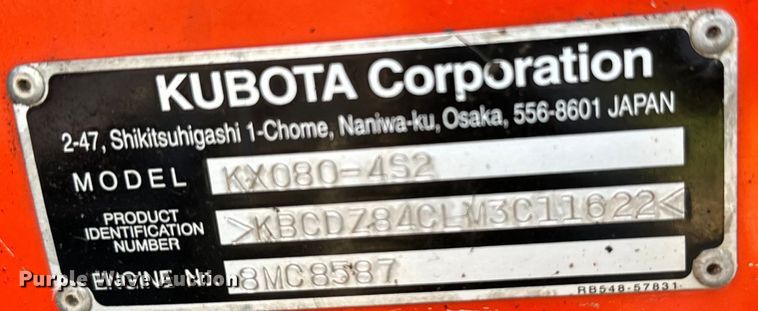 KUBOTA Corporation
2-47, Shikitsuhigashi 1-Chome, Naniwa-ku, Osaka, 556-8601 JAPAN
MODEL KX080-4S2
PRODUCT IDENTIFICATION NUMBER >KBCDZ84CLM3C11622<
ENGINE 8MC8587
RB548-57831
Purple Wave Auction